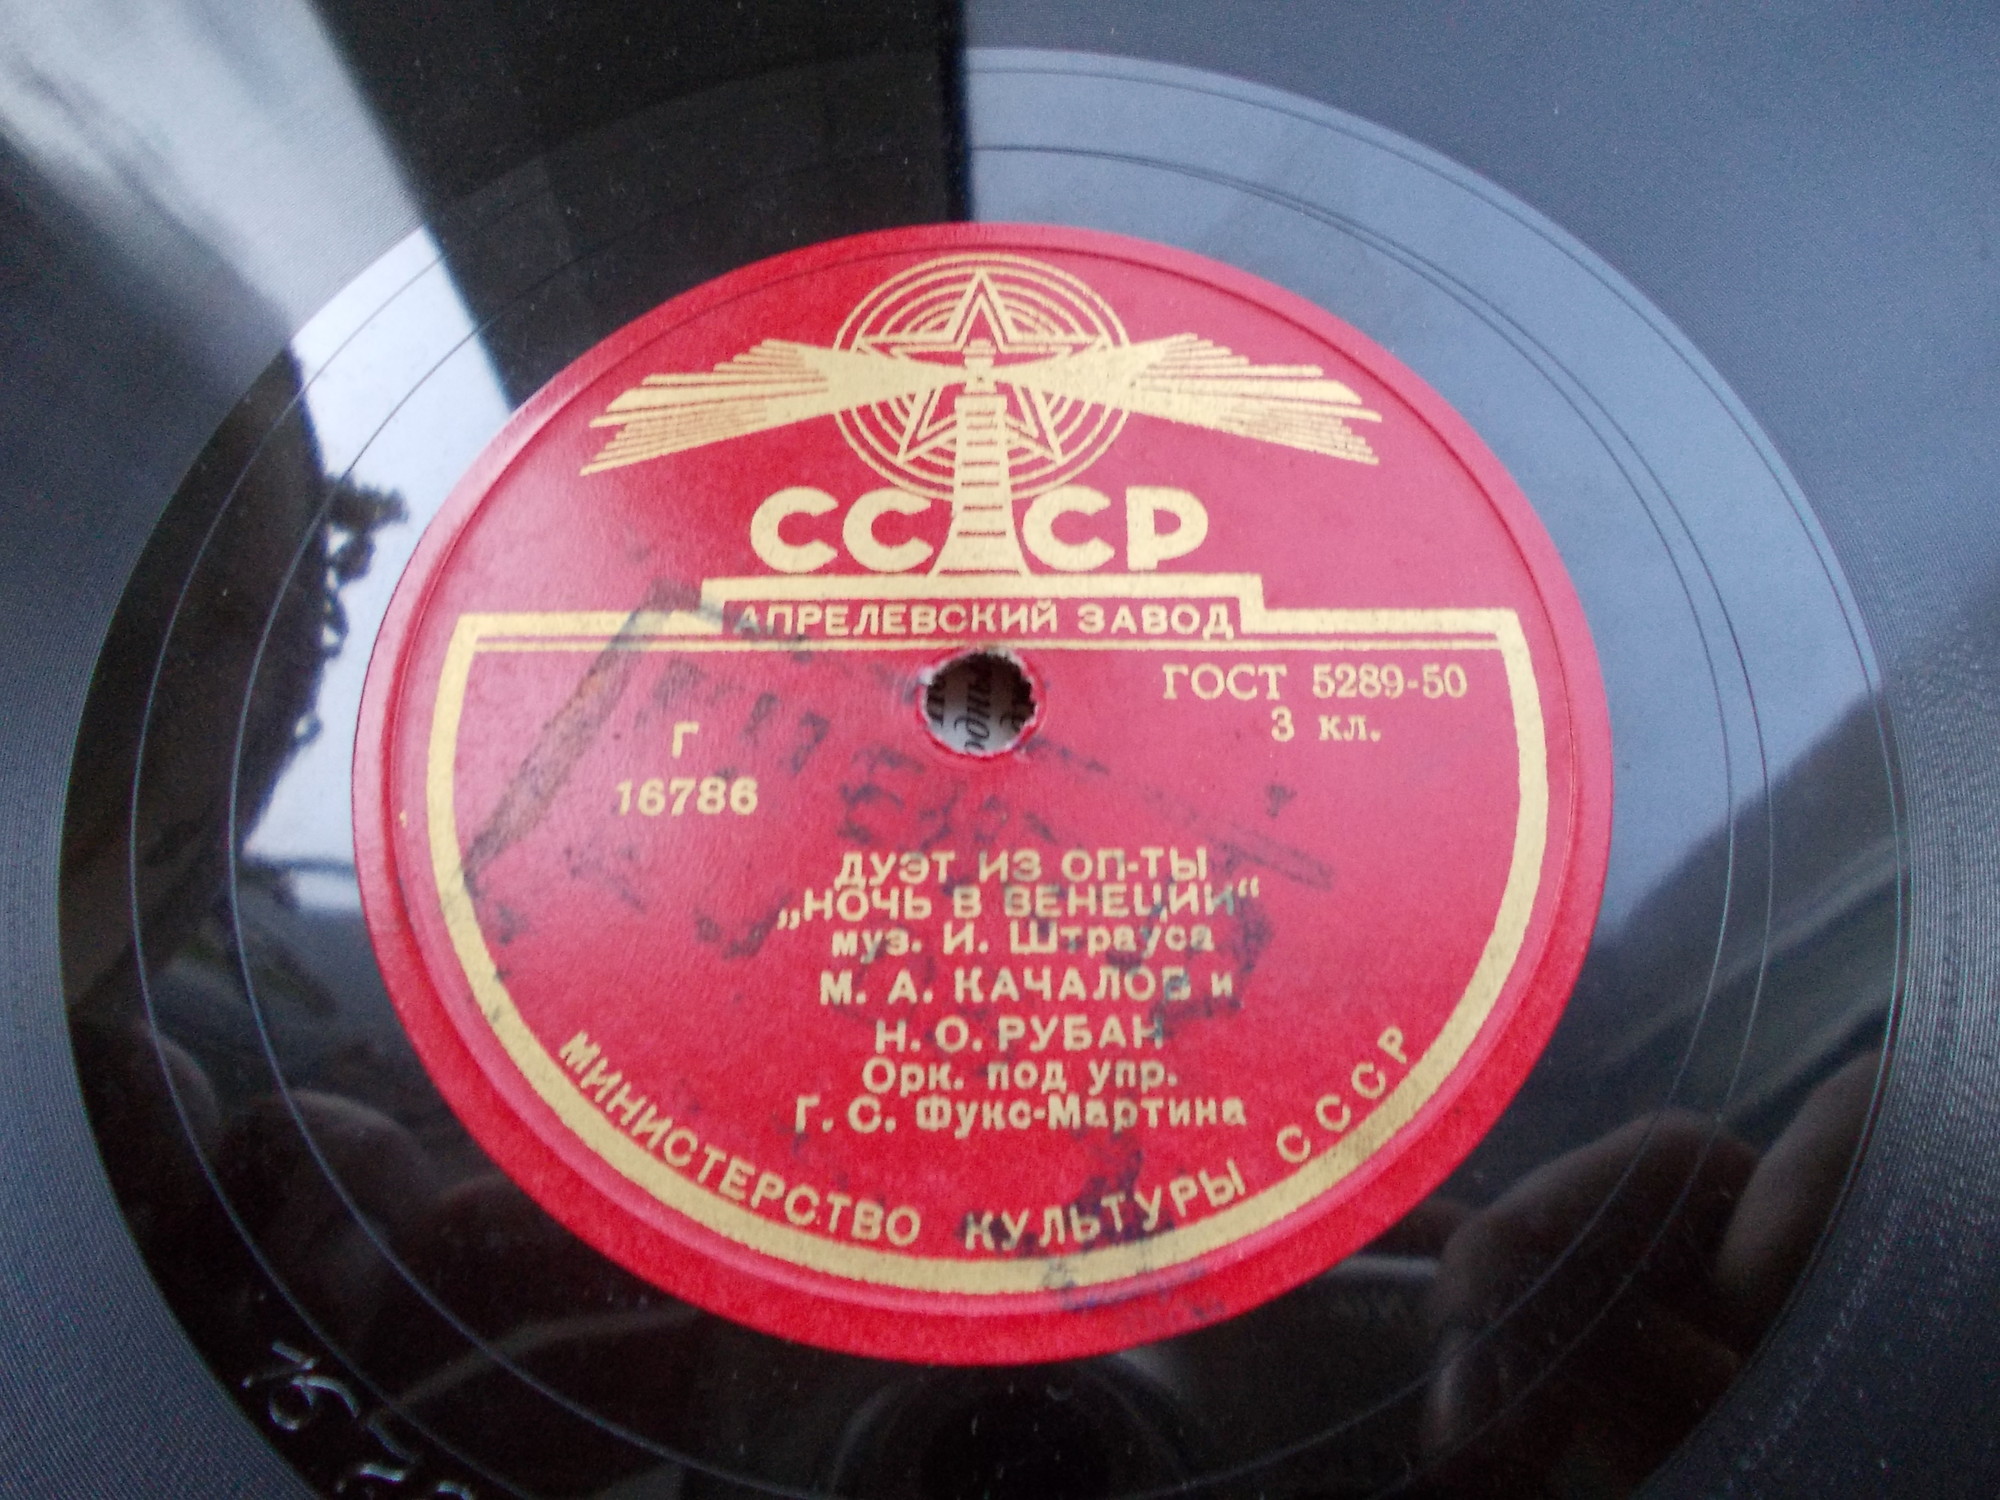 СССР
АПРЕЛЕВСКИЙ ЗАВОД
ГОСТ 5289-50
3 кл.
Г
16786
ДУЭТ ИЗ ОП-ТЫ
„НОЧЬ В ВЕНЕЦИИ“
муз. И. Штрауса
М. А. КАЧАЛОВ и
Н. О. РУБАН
Орк. под упр.
Г. С. Фукс-Мартина
МИНИСТЕРСТВО КУЛЬТУРЫ СССР